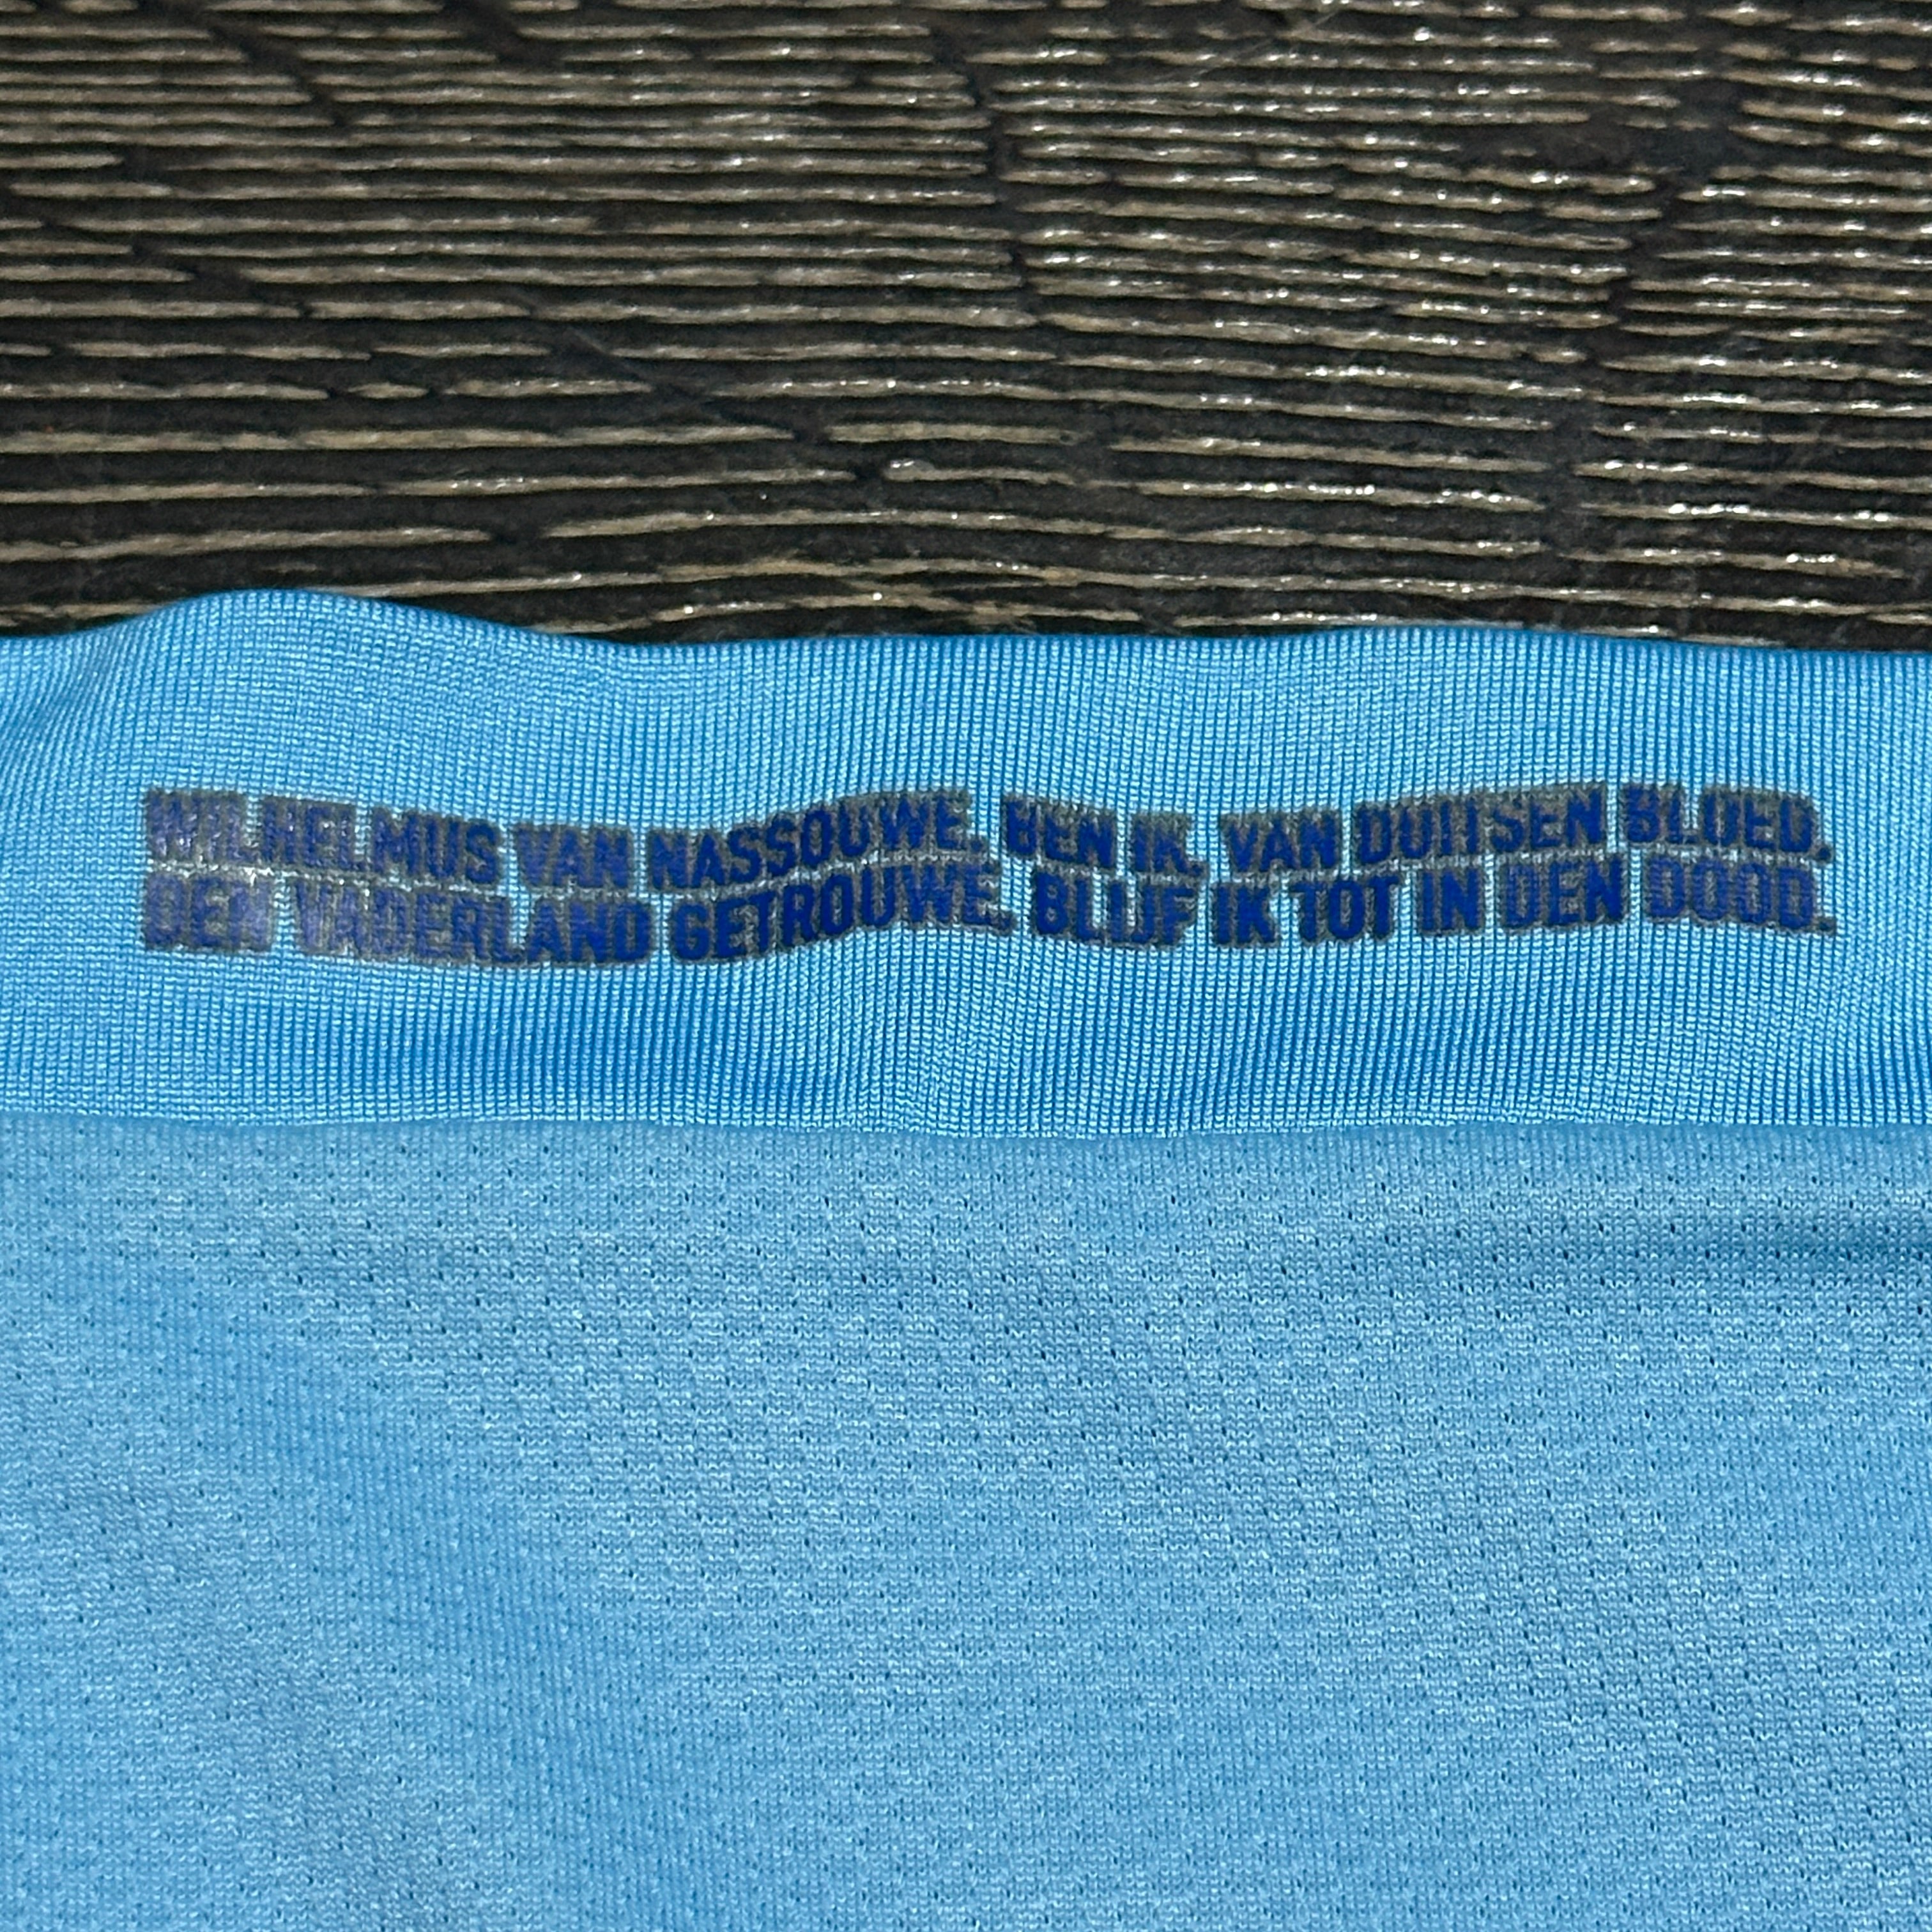 WILHELMUS VAN NASSOUWE. BEN IK. VAN DUITSEN BLOED.
DEN VADERLAND GETROUWE. BLIJF IK TOT IN DEN DOOD.